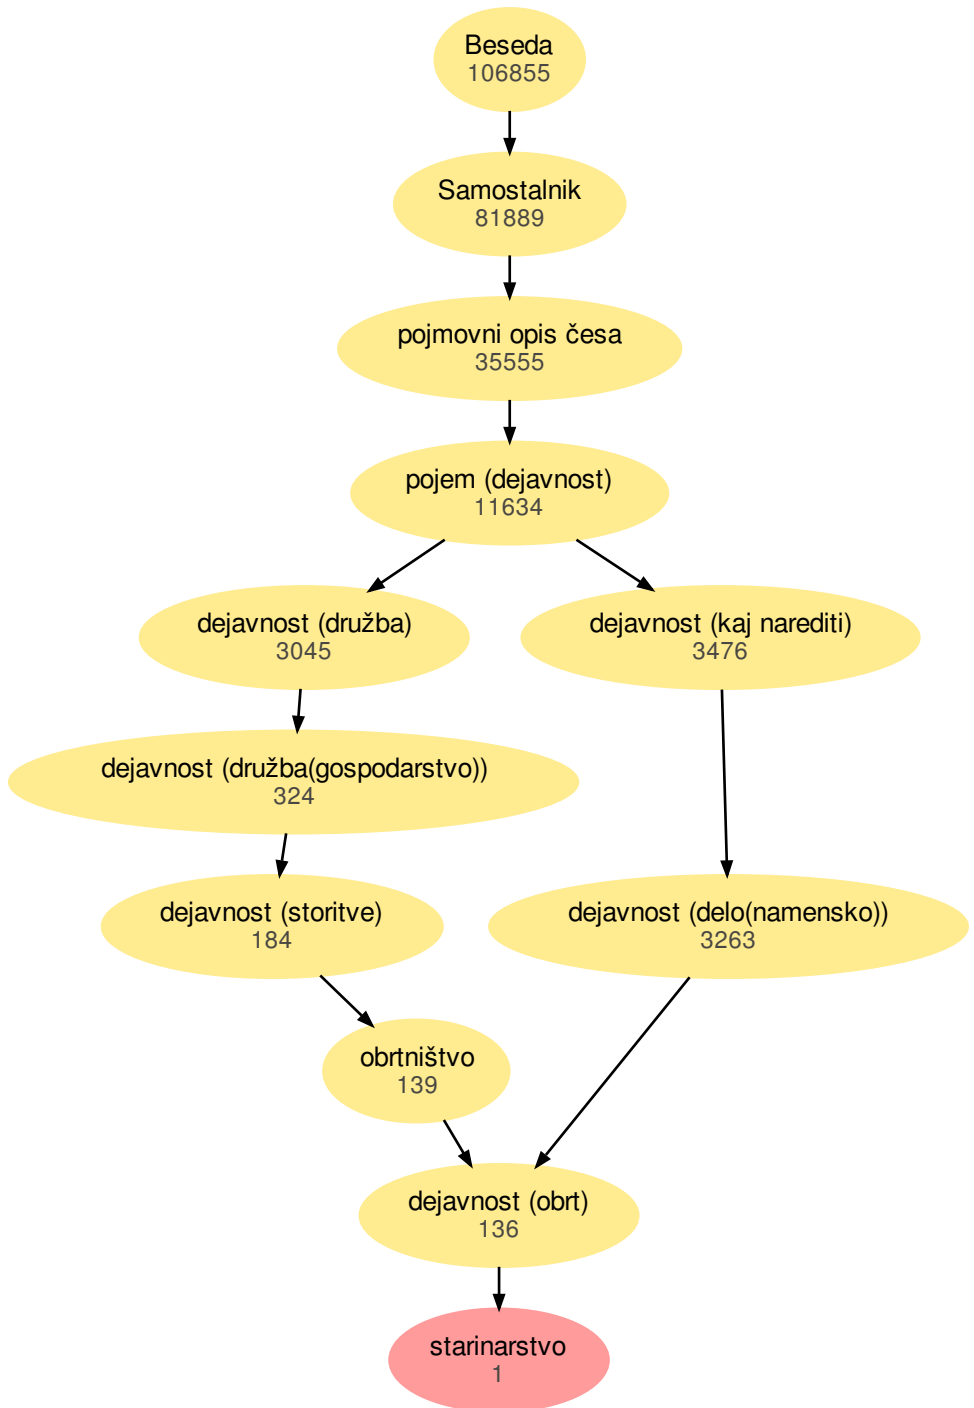 Beseda
106855
Samostalnik
81889
pojmovni opis česa
35555
pojem (dejavnost)
11634
dejavnost (družba)
3045
dejavnost (kaj narediti)
3476
dejavnost (družba(gospodarstvo))
324
dejavnost (storitve)
184
dejavnost (delo(namensko))
3263
obrtništvo
139
dejavnost (obrt)
136
starinarstvo
1